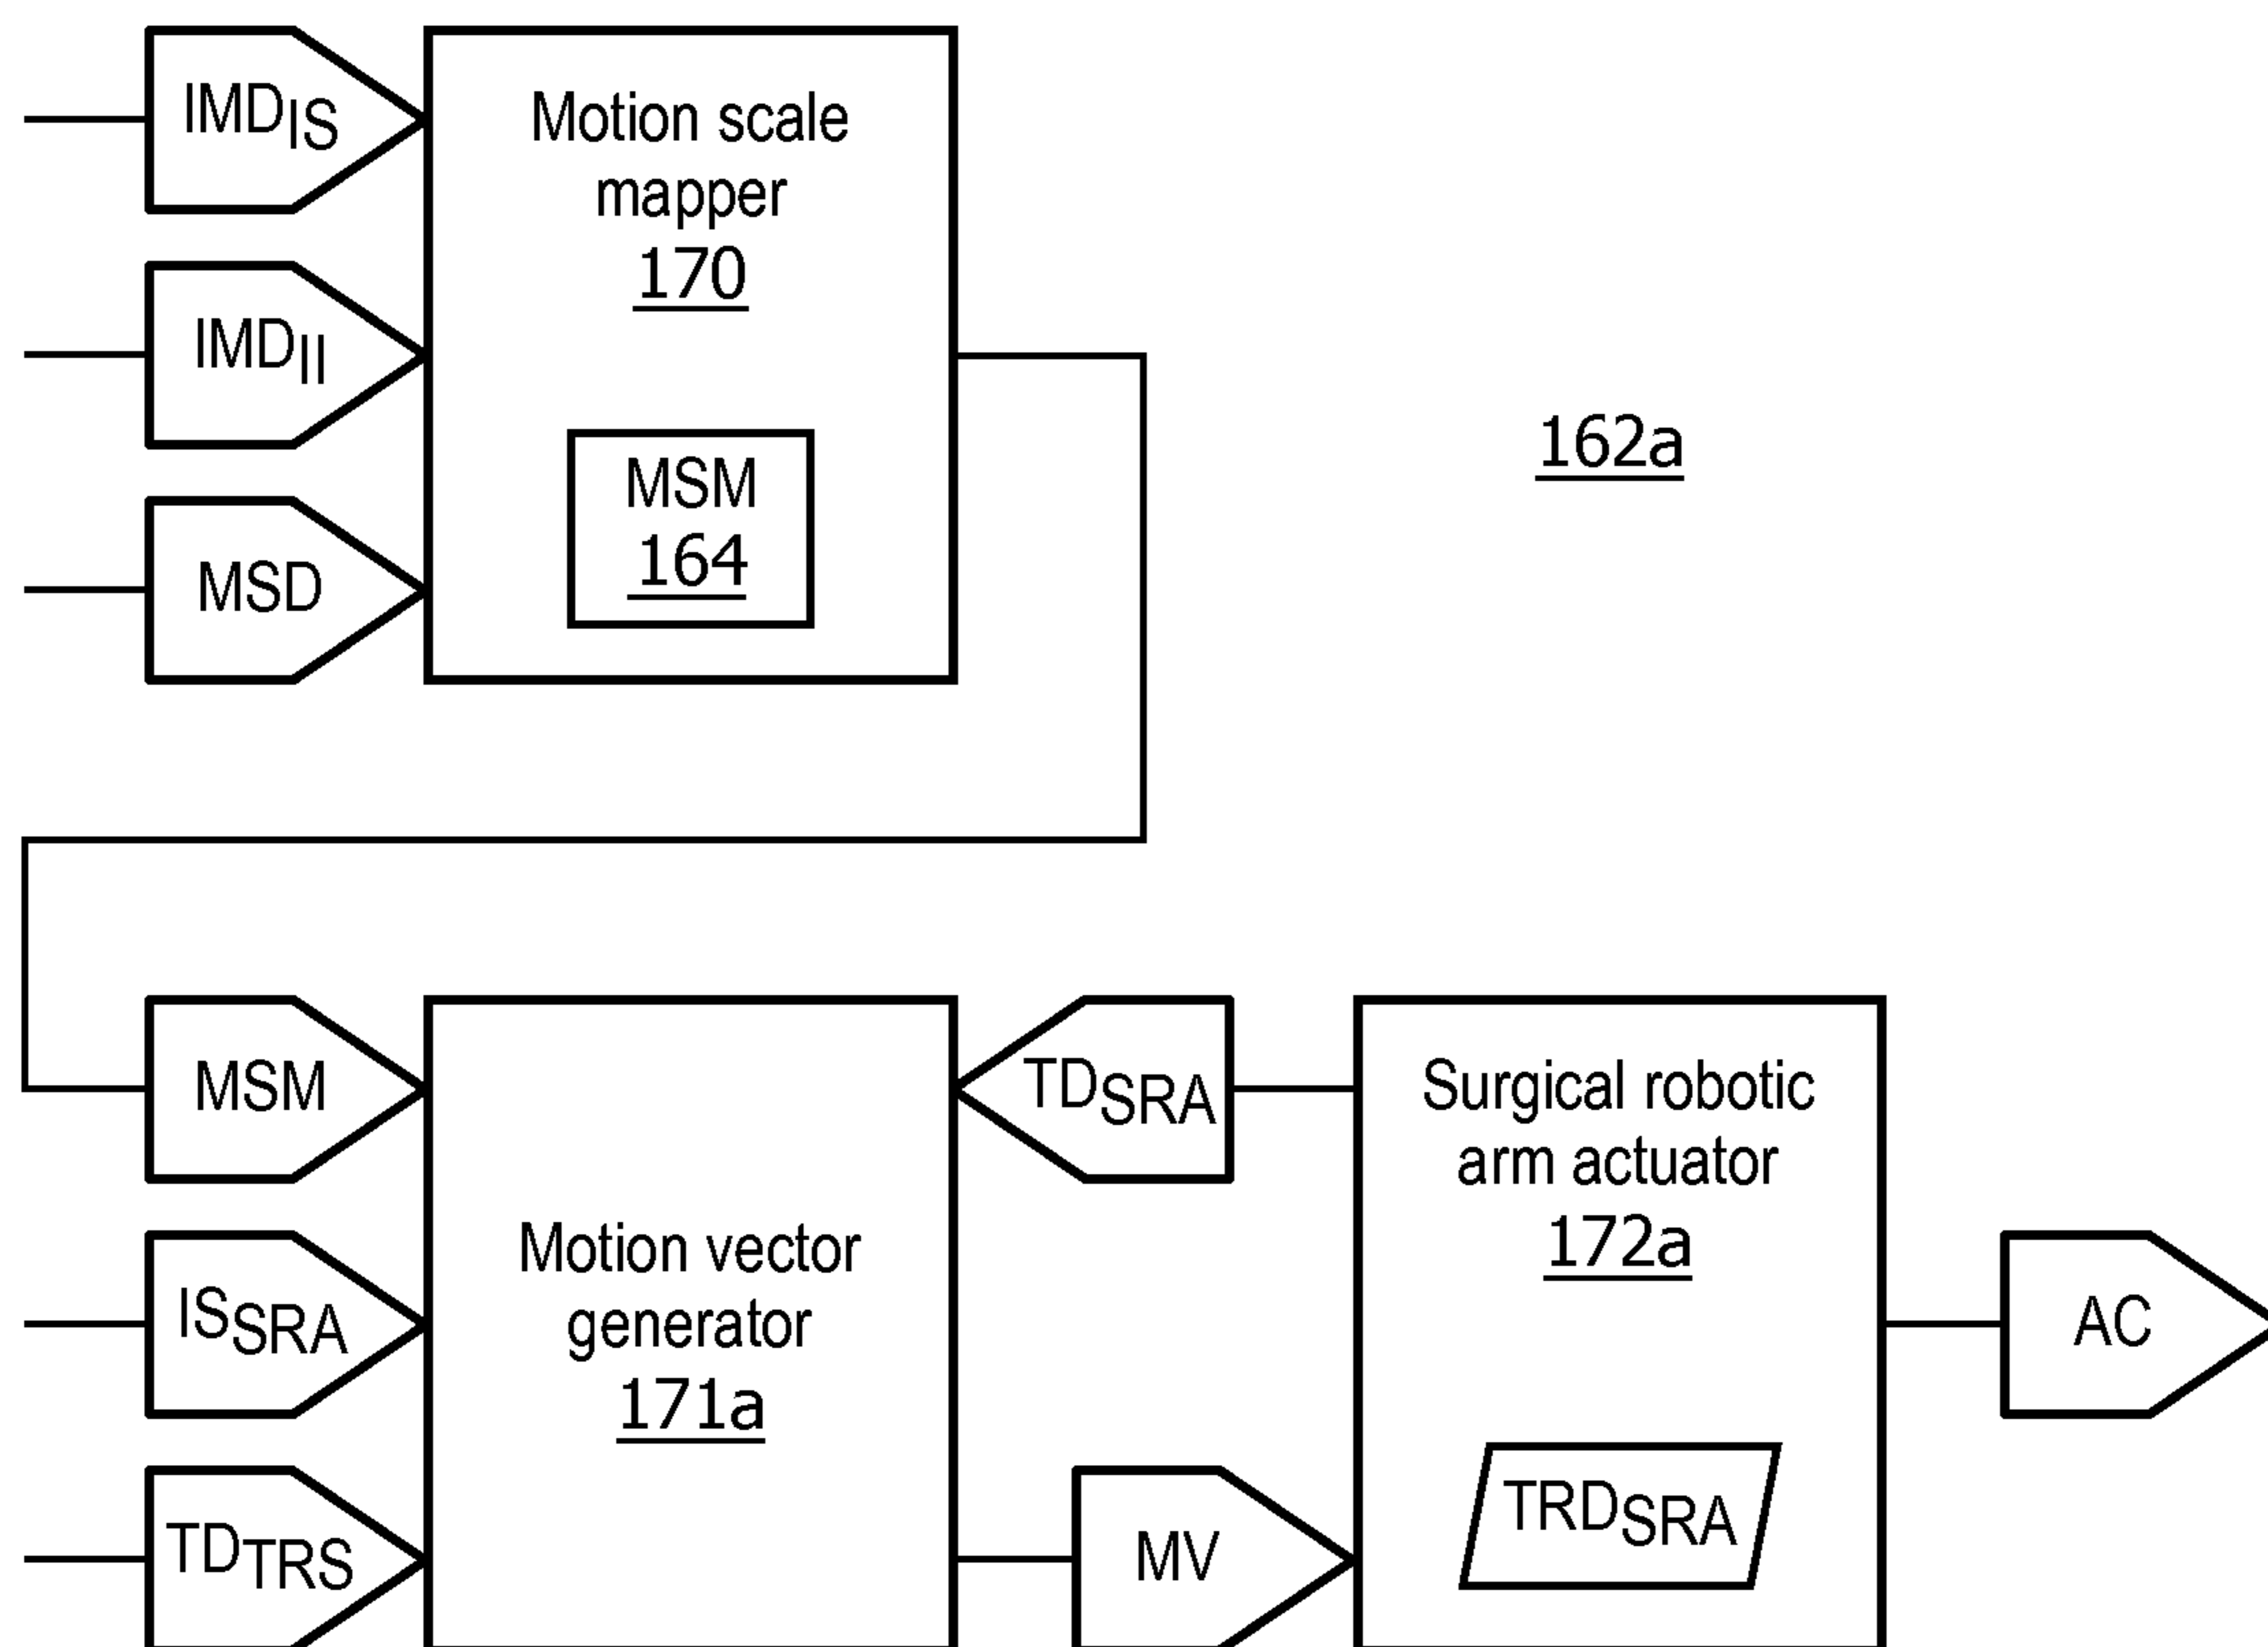 IMDIS
Motion scale
mapper
170
IMDII
MSM
164
MSD
162a
MSM
TDSRA
Surgical robotic
arm actuator
172a
Motion vector
generator
171a
ISSRA
AC
TDTRS
MV
TRDSRA